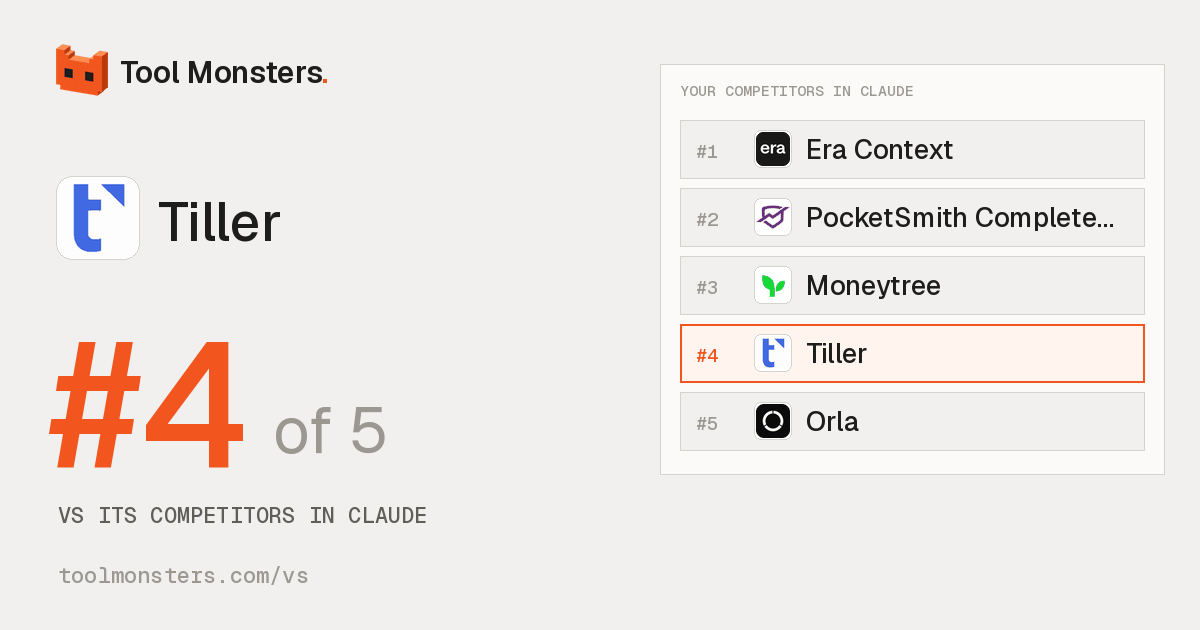 Tool Monsters.
Tiller
#4 of 5
VS ITS COMPETITORS IN CLAUDE
toolmonsters.com/vs
YOUR COMPETITORS IN CLAUDE
#1 era Era Context
#2 PocketSmith Complete...
#3 Moneytree
#4 t Tiller
#5 Orla